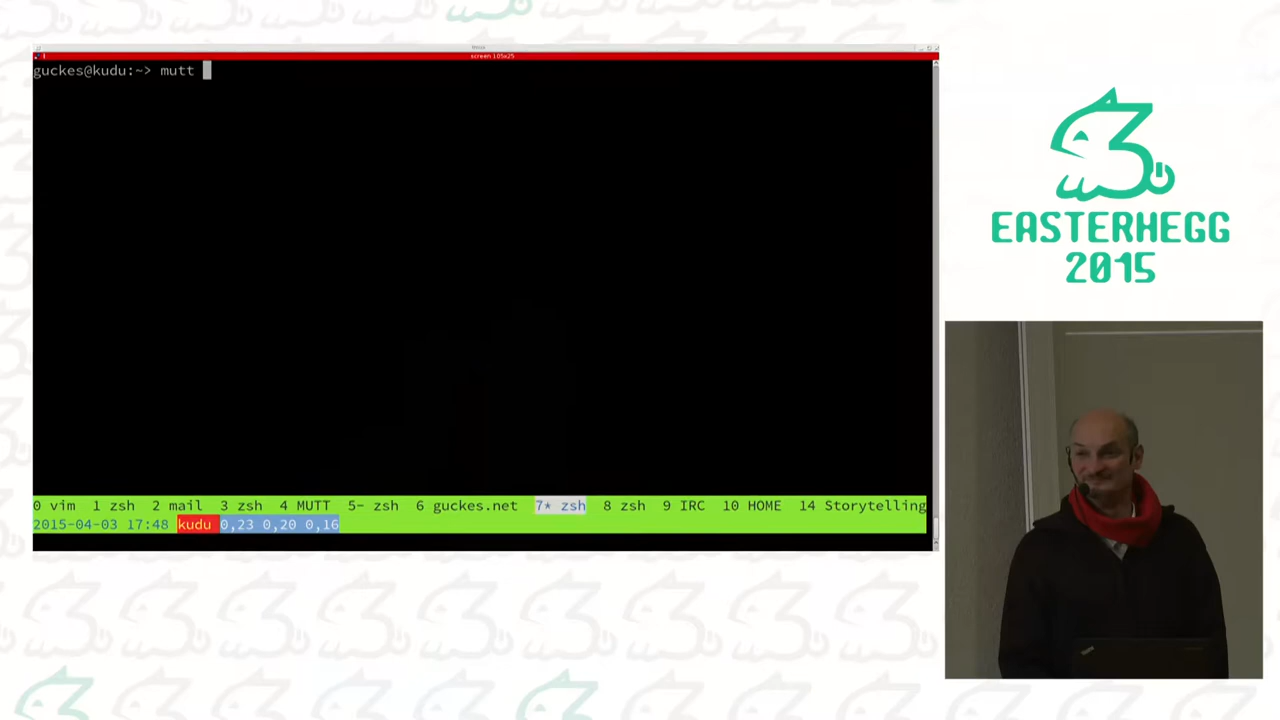 screen 105x25
guckes@kudu:~> mutt
0 vim 1 zsh 2 mail 3 zsh 4 MUTT 5- zsh 6 guckes.net 7* zsh 8 zsh 9 IRC 10 HOME 14 Storytelling
2015-04-03 17:48 kudu 0,23 0,20 0,16
EASTERHEGG
2015